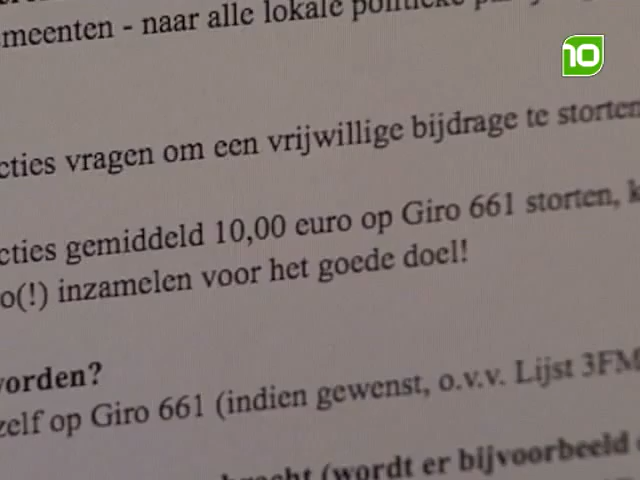 meenten - naar alle lokale politieke
10
cties vragen om een vrijwillige bijdrage te storten
cties gemiddeld 10,00 euro op Giro 661 storten, k
o(!) inzamelen voor het goede doel!
orden?
zelf op Giro 661 (indien gewenst, o.v.v. Lijst 3FM
(wordt er bijvoorbeeld